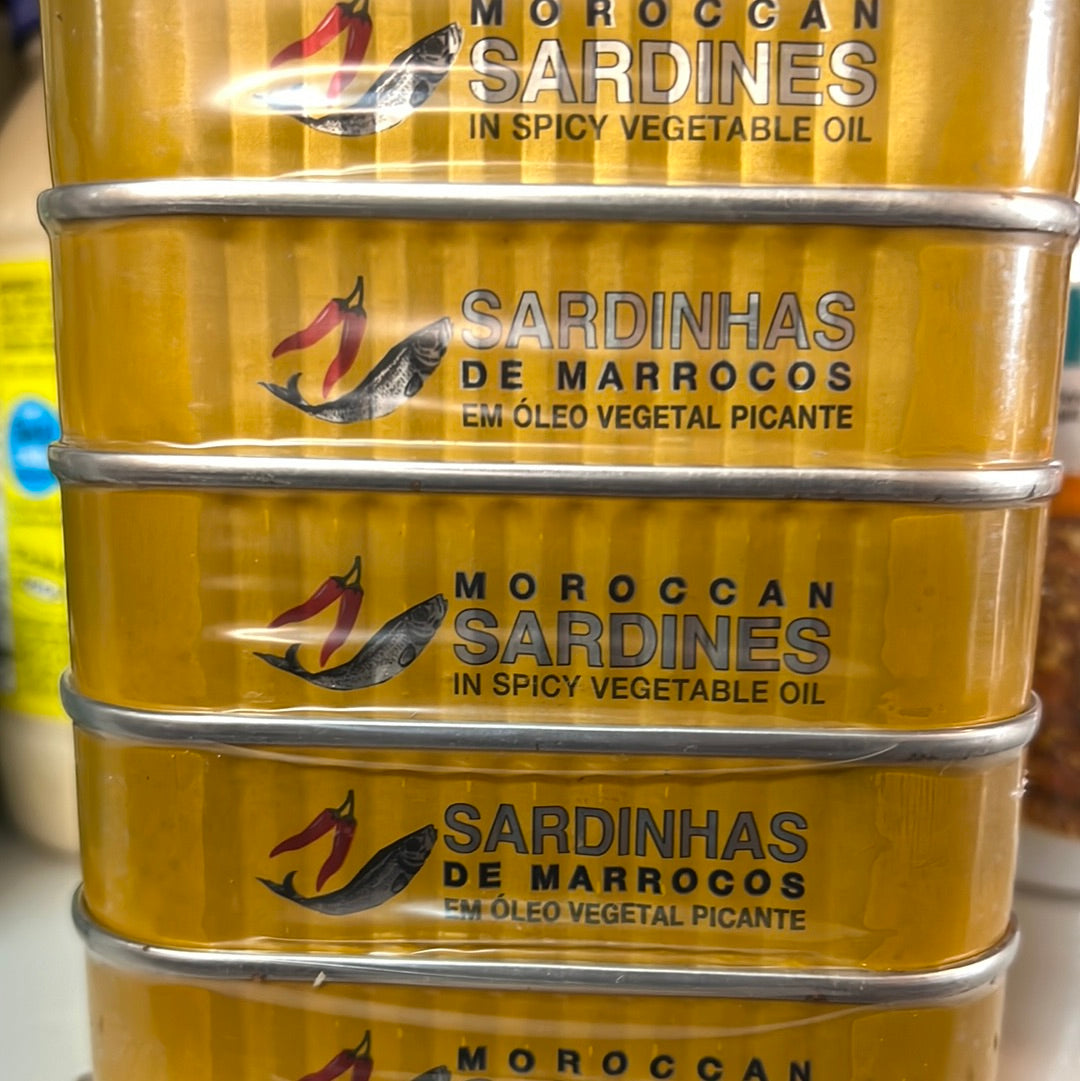 MOROCCAN
SARDINES
IN SPICY VEGETABLE OIL
SARDINHAS
DE MARROCOS
EM ÓLEO VEGETAL PICANTE
MOROCCAN
SARDINES
IN SPICY VEGETABLE OIL
SARDINHAS
DE MARROCOS
EM ÓLEO VEGETAL PICANTE
MOROCCAN